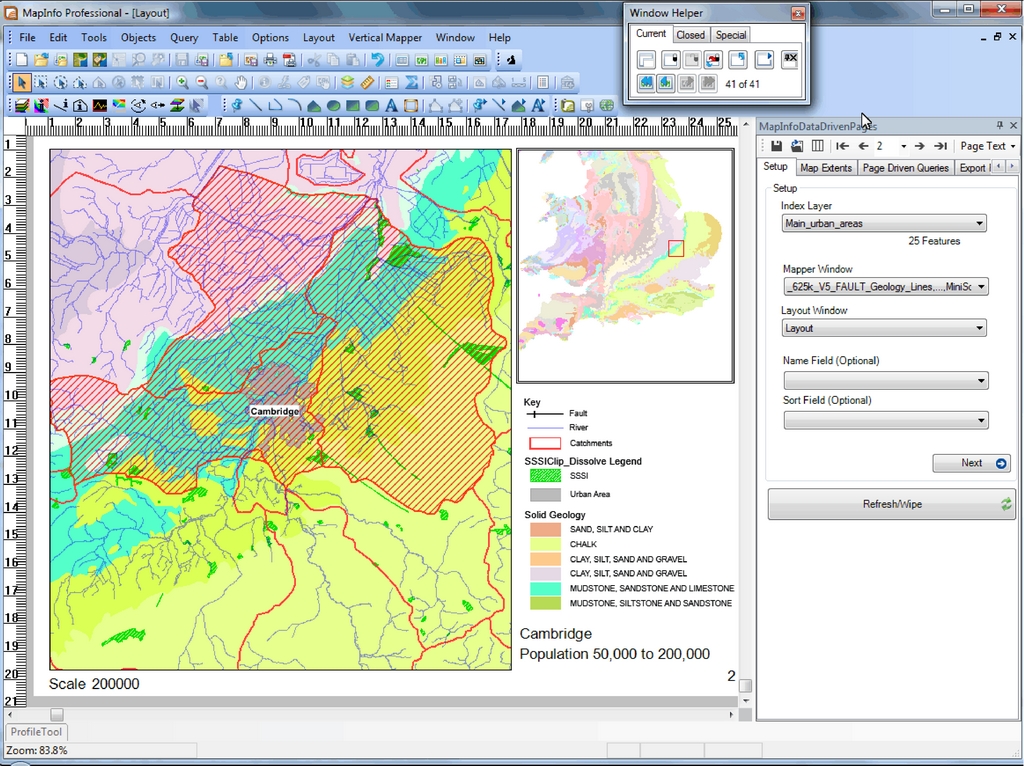 MapInfo Professional - [Layout]
File Edit Tools Objects Query Table Options Layout Vertical Mapper Window Help
Window Helper
Current Closed Special
41 of 41
1 2 3 4 5 6 7 8 9 10 11 12 13 14 15 16 17 18 19 20 21 22 23 24 25
MapInfoDataDrivenPages
2 Page Text
Setup Map Extents Page Driven Queries Export
Setup
Index Layer
Main_urban_areas
25 Features
Mapper Window
_625k_V5_FAULT_Geology_Lines,...,MiniSc
Layout Window
Layout
Name Field (Optional)
Sort Field (Optional)
Next
Refresh/Wipe
1
2
3
4
5
6
7
8
9
10
11
12
13
14
15
16
17
18
19
20
21
Cambridge
Key
Fault
River
Catchments
SSSIClip_Dissolve Legend
SSSI
Urban Area
Solid Geology
SAND, SILT AND CLAY
CHALK
CLAY, SILT, SAND AND GRAVEL
CLAY, SILT, SAND AND GRAVEL
MUDSTONE, SANDSTONE AND LIMESTONE
MUDSTONE, SILTSTONE AND SANDSTONE
Cambridge
Population 50,000 to 200,000
2
Scale 200000
ProfileTool
Zoom: 83.8%